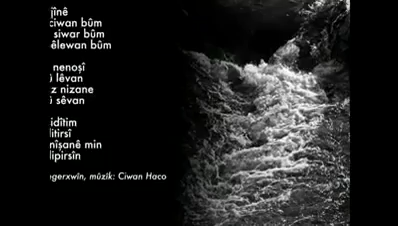 jînê
ciwan bûm
siwar bûm
êlewan bûm
nenoşî
û lêvan
z nizane
û sêvan
sidîtim
litirsî
nîşanê min
lipirsîn
egerxwîn, mûzîk: Ciwan Haco